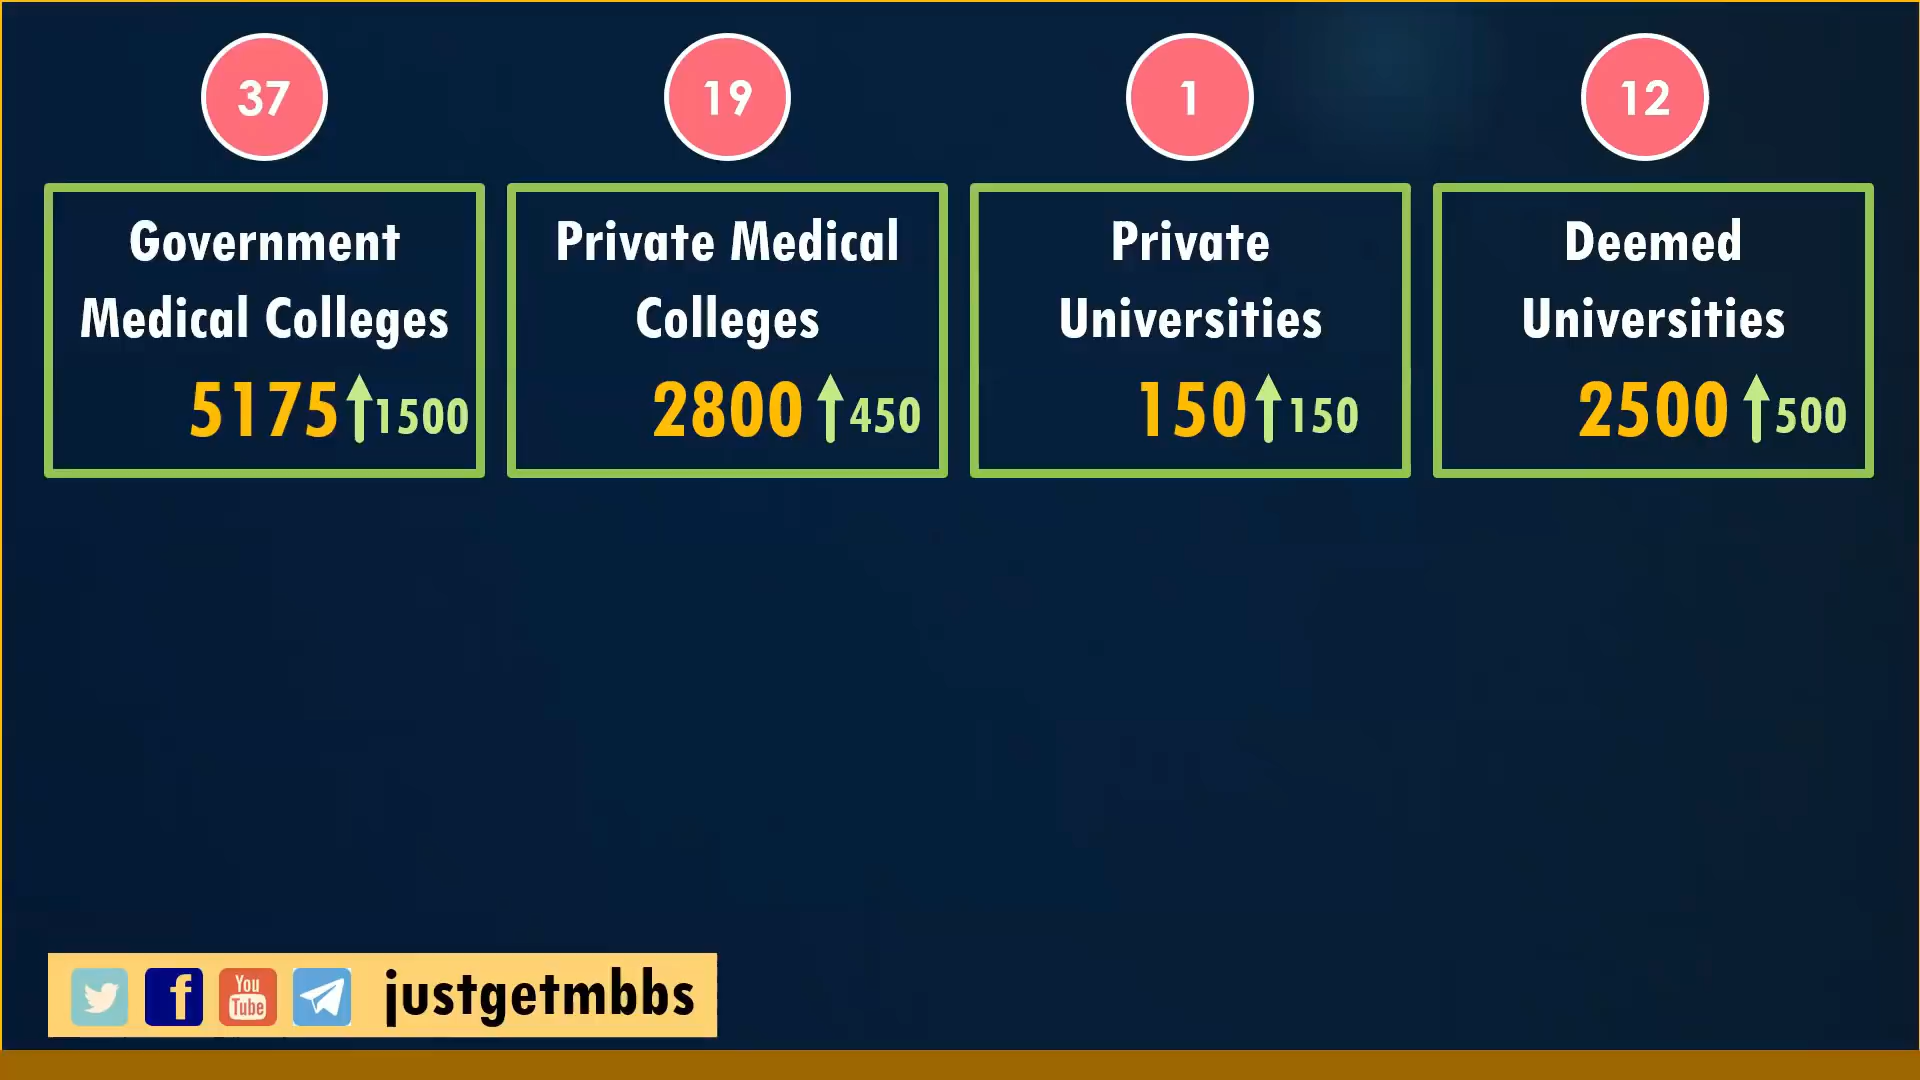 37
19
1
12
Government
Medical Colleges
5175 1500
Private Medical
Colleges
2800 450
Private
Universities
150 150
Deemed
Universities
2500 500
You
Tube
justgetmbbs